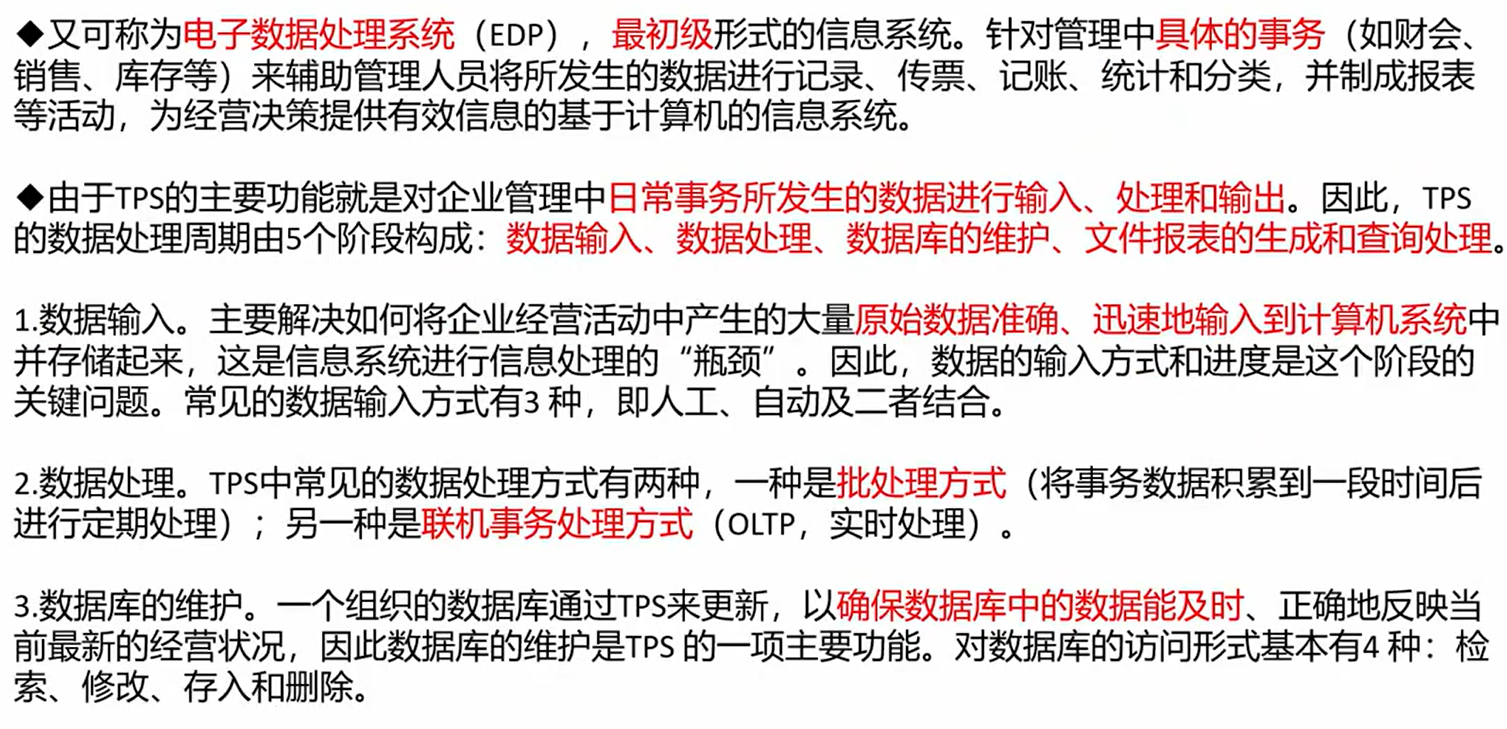 ◆又可称为电子数据处理系统（EDP），最初级形式的信息系统。针对管理中具体的事务（如财会、
销售、库存等）来辅助管理人员将所发生的数据进行记录、传票、记账、统计和分类，并制成报表
等活动，为经营决策提供有效信息的基于计算机的信息系统。
◆由于TPS的主要功能就是对企业管理中日常事务所发生的数据进行输入、处理和输出。因此，TPS
的数据处理周期由5个阶段构成：数据输入、数据处理、数据库的维护、文件报表的生成和查询处理。
1.数据输入。主要解决如何将企业经营活动中产生的大量原始数据准确、迅速地输入到计算机系统中
并存储起来，这是信息系统进行信息处理的“瓶颈”。因此，数据的输入方式和进度是这个阶段的
关键问题。常见的数据输入方式有3 种，即人工、自动及二者结合。
2.数据处理。TPS中常见的数据处理方式有两种，一种是批处理方式（将事务数据积累到一段时间后
进行定期处理）；另一种是联机事务处理方式（OLTP，实时处理）。
3.数据库的维护。一个组织的数据库通过TPS来更新，以确保数据库中的数据能及时、正确地反映当
前最新的经营状况，因此数据库的维护是TPS 的一项主要功能。对数据库的访问形式基本有4 种：检
索、修改、存入和删除。